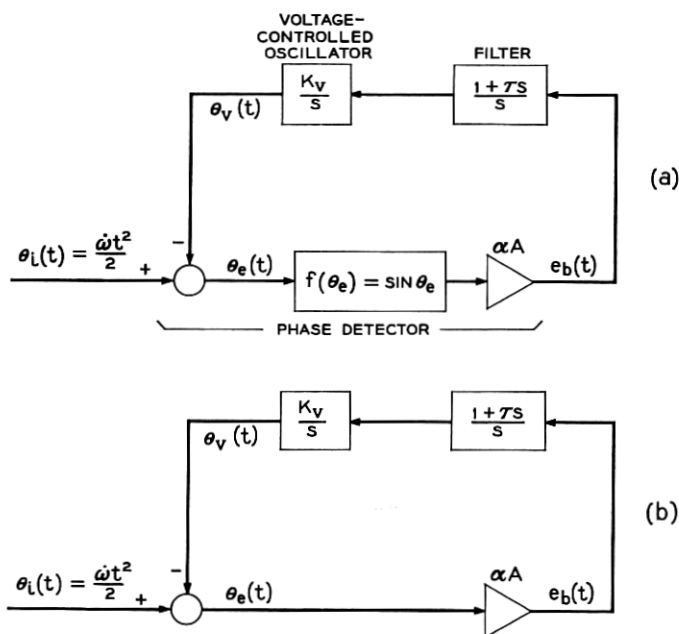 VOLTAGE-
CONTROLLED
OSCILLATOR
FILTER
K_V/s
(1 + τs)/s
θ_v(t)
(a)
θ_i(t) = ω̇t²/2
+
−
θ_e(t)
f(θ_e) = SIN θ_e
αA
e_b(t)
PHASE DETECTOR
K_V/s
(1 + τs)/s
θ_v(t)
(b)
θ_i(t) = ω̇t²/2
+
−
θ_e(t)
αA
e_b(t)